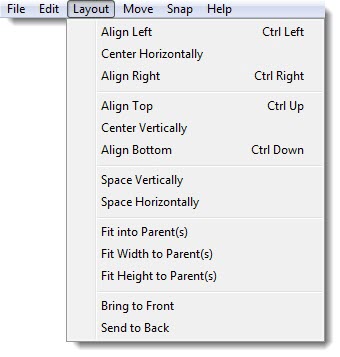 File Edit Layout Move Snap Help
Align Left Ctrl Left
Center Horizontally
Align Right Ctrl Right
Align Top Ctrl Up
Center Vertically
Align Bottom Ctrl Down
Space Vertically
Space Horizontally
Fit into Parent(s)
Fit Width to Parent(s)
Fit Height to Parent(s)
Bring to Front
Send to Back